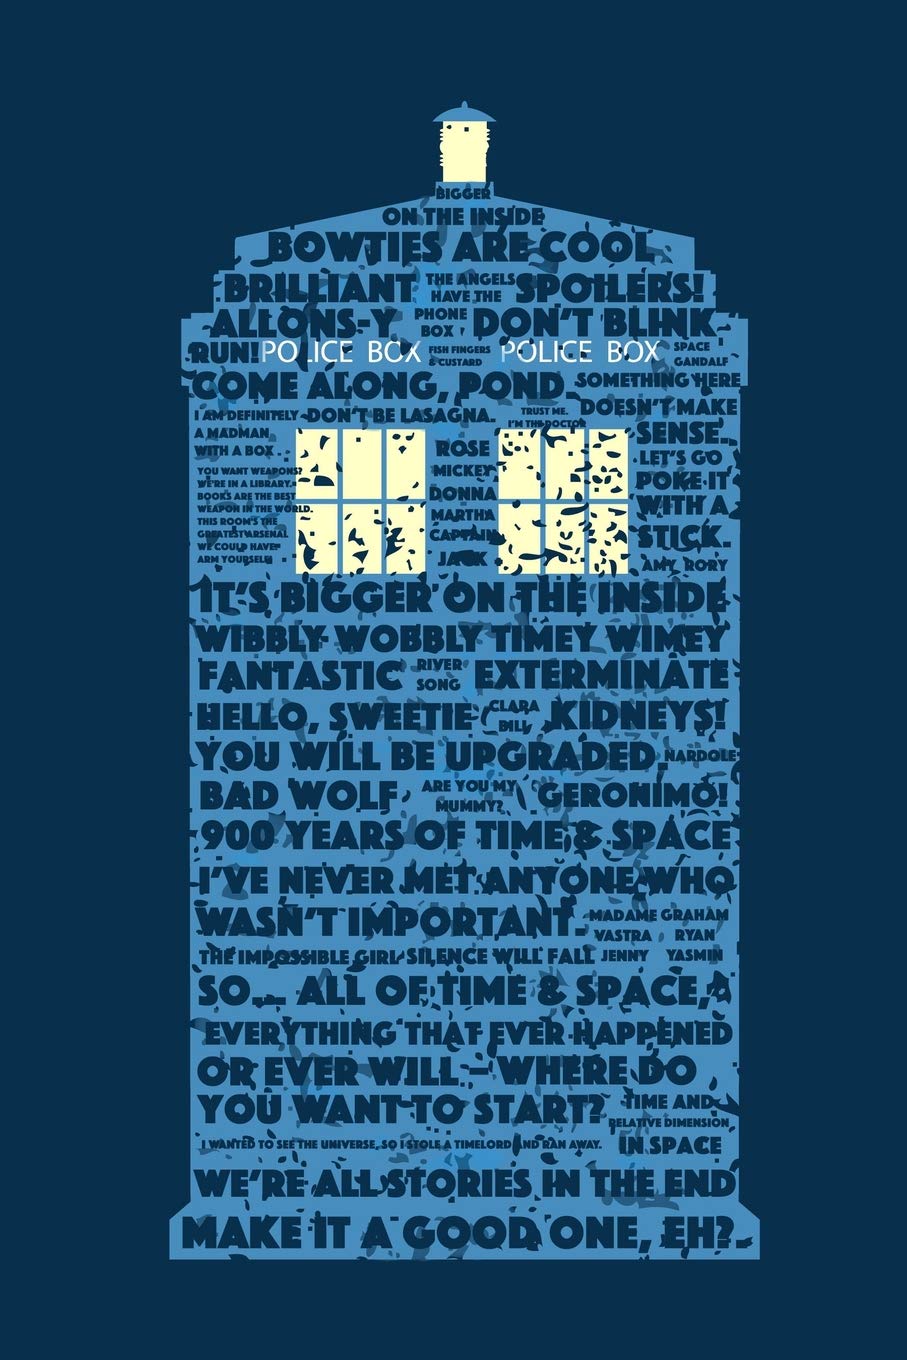 BIGGER
ON THE INSIDE
BOWTIES ARE COOL
BRILLIANT
THE ANGELS
HAVE THE
PHONE
BOX
SPOILERS!
ALLONS-Y
DON'T BLINK
RUN!
POLICE BOX
FISH FINGERS
& CUSTARD
POLICE BOX
SPACE
GANDALF
COME ALONG, POND
SOMETHING HERE
DOESN'T MAKE
SENSE.
LET'S GO
POKE IT
WITH A
STICK.
I AM DEFINITELY
A MADMAN
WITH A BOX
DON'T BE LASAGNA.
TRUST ME.
I'M THE DOCTOR
YOU WANT WEAPONS?
WE'RE IN A LIBRARY.
BOOKS ARE THE BEST
WEAPON IN THE WORLD.
THIS ROOM'S THE
GREATEST ARSENAL
WE COULD HAVE
ARM YOURSELF!
ROSE
MICKEY
DONNA
MARTHA
CAPTAIN
JACK
AMY RORY
IT'S BIGGER ON THE INSIDE
WIBBLY WOBBLY TIMEY WIMEY
FANTASTIC
RIVER
SONG
EXTERMINATE
HELLO, SWEETIE
CLARA
BILL
KIDNEYS!
YOU WILL BE UPGRADED
NARDOLE
BAD WOLF
ARE YOU MY
MUMMY?
GERONIMO!
900 YEARS OF TIME & SPACE
I'VE NEVER MET ANYONE WHO
WASN'T IMPORTANT.
MADAME
VASTRA
JENNY
GRAHAM
RYAN
YASMIN
THE IMPOSSIBLE GIRL
SILENCE WILL FALL
SO... ALL OF TIME & SPACE,
EVERYTHING THAT EVER HAPPENED
OR EVER WILL – WHERE DO
YOU WANT TO START?
TIME AND
RELATIVE DIMENSION
IN SPACE
I WANTED TO SEE THE UNIVERSE, SO I STOLE A TIMELORD AND RAN AWAY.
WE'RE ALL STORIES IN THE END
MAKE IT A GOOD ONE, EH?